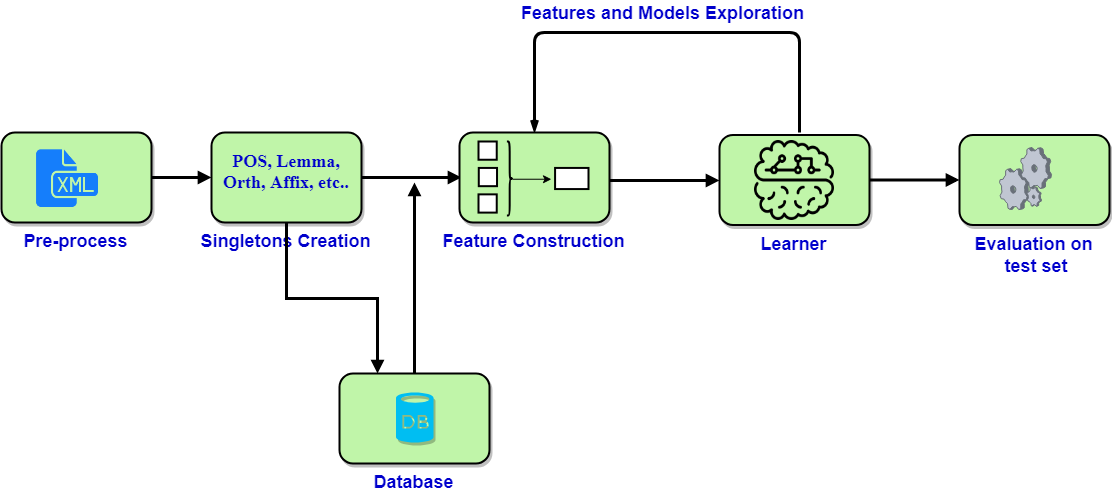 Features and Models Exploration
XML
POS, Lemma,
Orth, Affix, etc..
Pre-process
Singletons Creation
Feature Construction
Learner
Evaluation on
test set
DB
Database